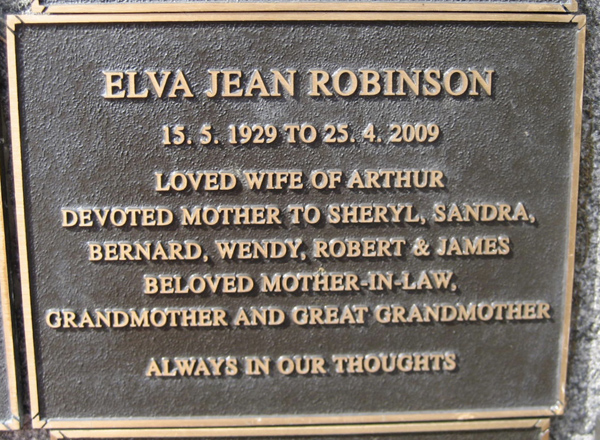 ELVA JEAN ROBINSON
15. 5. 1929 TO 25. 4. 2009
LOVED WIFE OF ARTHUR
DEVOTED MOTHER TO SHERYL, SANDRA,
BERNARD, WENDY, ROBERT & JAMES
BELOVED MOTHER-IN-LAW,
GRANDMOTHER AND GREAT GRANDMOTHER
ALWAYS IN OUR THOUGHTS